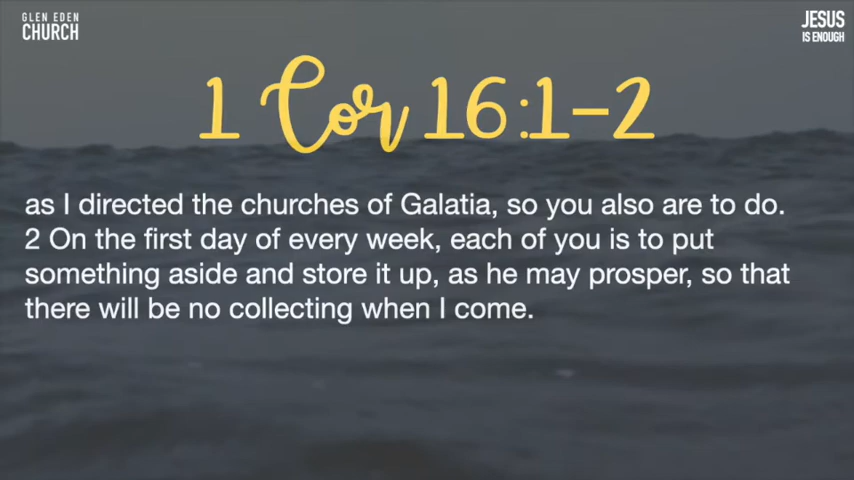 GLEN EDEN
CHURCH
JESUS
IS ENOUGH
1 Cor 16:1-2
as I directed the churches of Galatia, so you also are to do.
2 On the first day of every week, each of you is to put
something aside and store it up, as he may prosper, so that
there will be no collecting when I come.